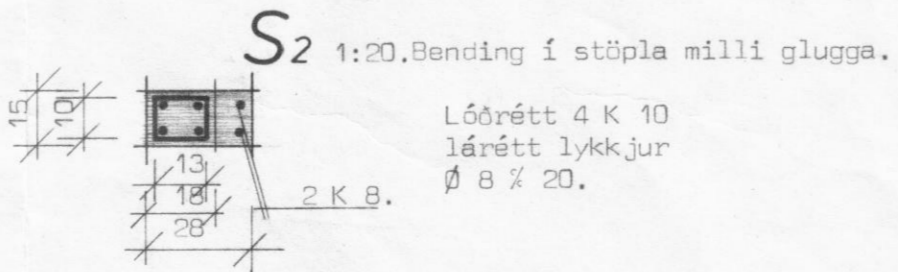 S2 1:20.Bending í stöpla milli glugga.
Lóðrétt 4 K 10
lárétt lykkjur
Ø 8 % 20.
15
10
13
18
28
2 K 8.